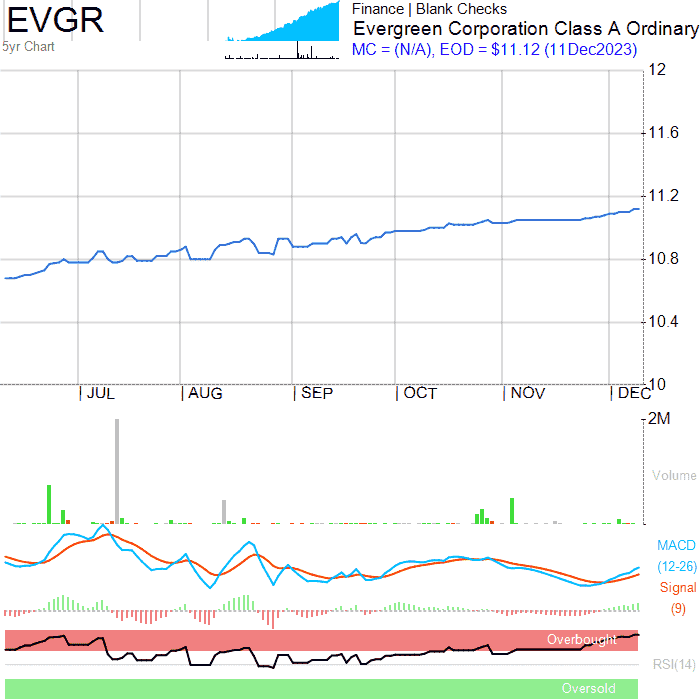 EVGR
5yr Chart
Finance | Blank Checks
Evergreen Corporation Class A Ordinary
MC = (N/A), EOD = $11.12 (11Dec2023)
12
11.6
11.2
10.8
10.4
10
JUL
AUG
SEP
OCT
NOV
DEC
2M
Volume
MACD
(12-26)
Signal
(9)
Overbought
RSI(14)
Oversold